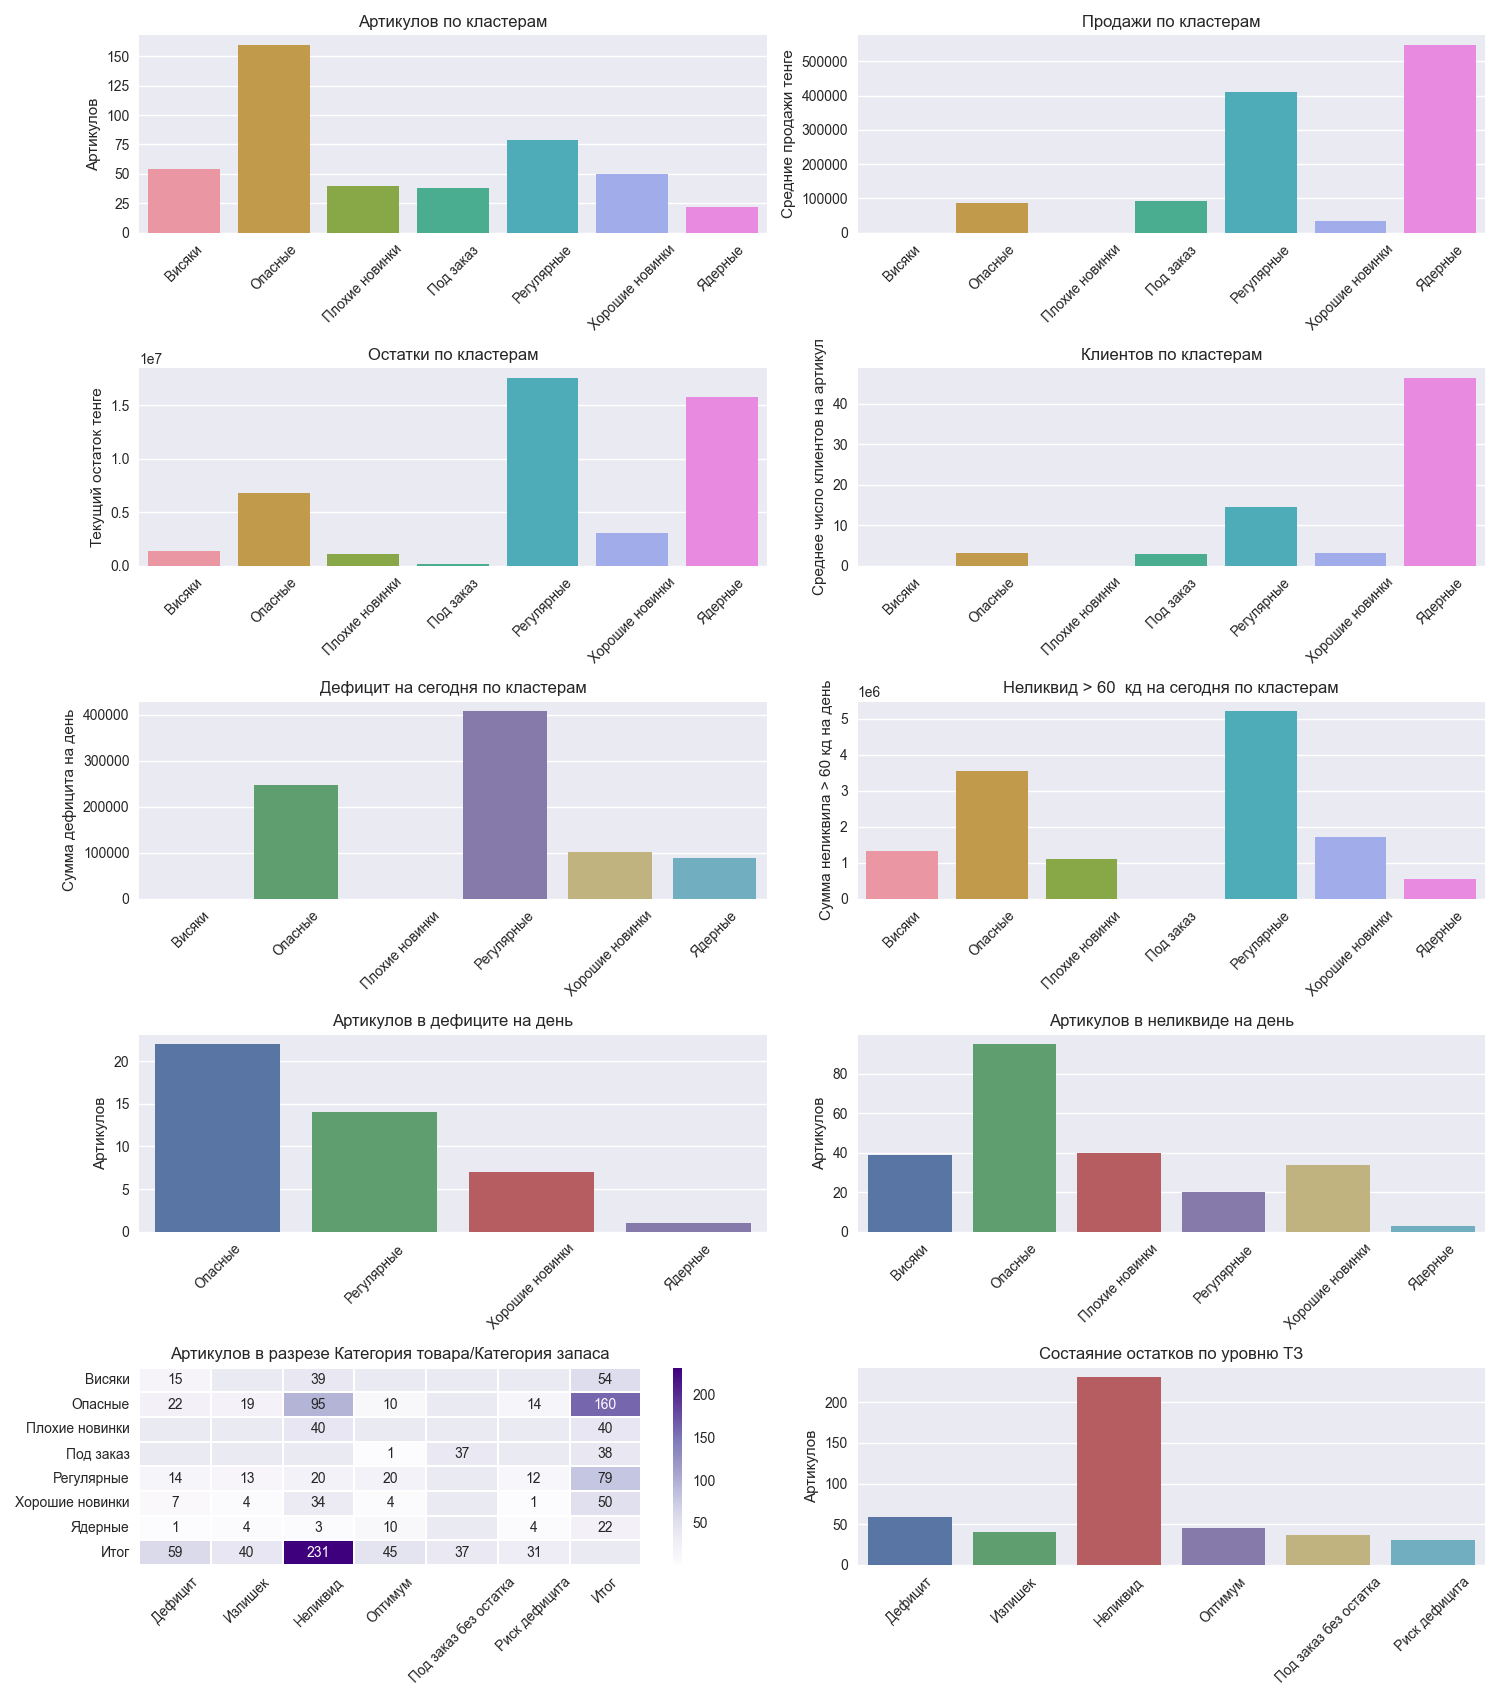 Артикулов по кластерам
Артикулов
150
125
100
75
50
25
0
Висяки
Опасные
Плохие новинки
Под заказ
Регулярные
Хорошие новинки
Ядерные
Продажи по кластерам
Средние продажи тенге
500000
400000
300000
200000
100000
0
Висяки
Опасные
Плохие новинки
Под заказ
Регулярные
Хорошие новинки
Ядерные
Остатки по кластерам
1e7
Текущий остаток тенге
1.5
1.0
0.5
0.0
Висяки
Опасные
Плохие новинки
Под заказ
Регулярные
Хорошие новинки
Ядерные
Клиентов по кластерам
Среднее число клиентов на артикул
40
30
20
10
0
Висяки
Опасные
Плохие новинки
Под заказ
Регулярные
Хорошие новинки
Ядерные
Дефицит на сегодня по кластерам
Сумма дефицита на день
400000
300000
200000
100000
0
Висяки
Опасные
Плохие новинки
Регулярные
Хорошие новинки
Ядерные
Неликвид > 60 кд на сегодня по кластерам
1e6
Сумма неликвила > 60 кд на день
5
4
3
2
1
0
Висяки
Опасные
Плохие новинки
Под заказ
Регулярные
Хорошие новинки
Ядерные
Артикулов в дефиците на день
Артикулов
20
15
10
5
0
Опасные
Регулярные
Хорошие новинки
Ядерные
Артикулов в неликвиде на день
Артикулов
80
60
40
20
0
Висяки
Опасные
Плохие новинки
Регулярные
Хорошие новинки
Ядерные
Артикулов в разрезе Категория товара/Категория запаса
Висяки 15 39 54
Опасные 22 19 95 10 14 160
Плохие новинки 40 40
Под заказ 1 37 38
Регулярные 14 13 20 20 12 79
Хорошие новинки 7 4 34 4 1 50
Ядерные 1 4 3 10 4 22
Итог 59 40 231 45 37 31
Дефицит
Излишек
Неликвид
Оптимум
Под заказ без остатка
Риск дефицита
Итог
200
150
100
50
Состаяние остатков по уровню ТЗ
Артикулов
200
150
100
50
0
Дефицит
Излишек
Неликвид
Оптимум
Под заказ без остатка
Риск дефицита